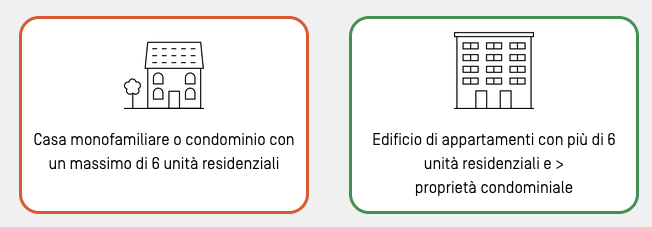 Casa monofamiliare o condominio con
un massimo di 6 unità residenziali
Edificio di appartamenti con più di 6
unità residenziali e >
proprietà condominiale